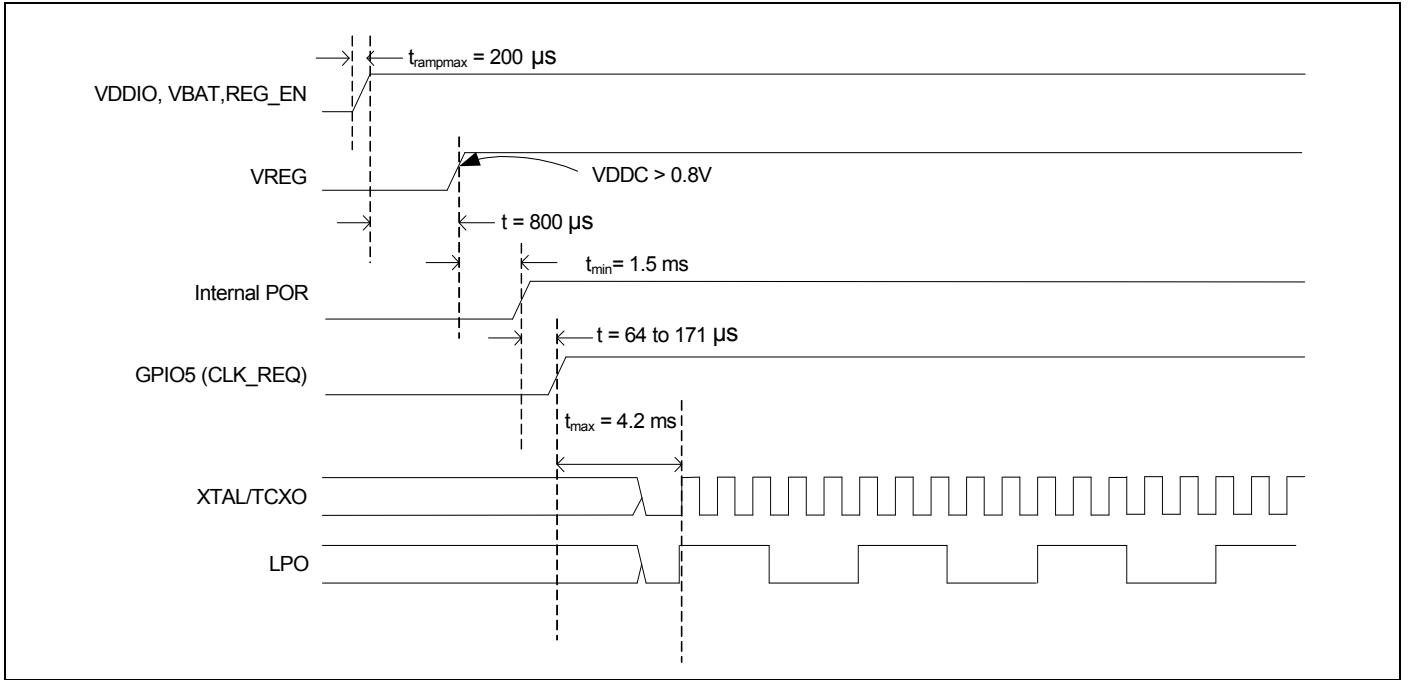 t_rampmax = 200 µs
VDDIO, VBAT,REG_EN
VREG
VDDC > 0.8V
t = 800 µs
t_min= 1.5 ms
Internal POR
t = 64 to 171 µs
GPIO5 (CLK_REQ)
t_max = 4.2 ms
XTAL/TCXO
LPO